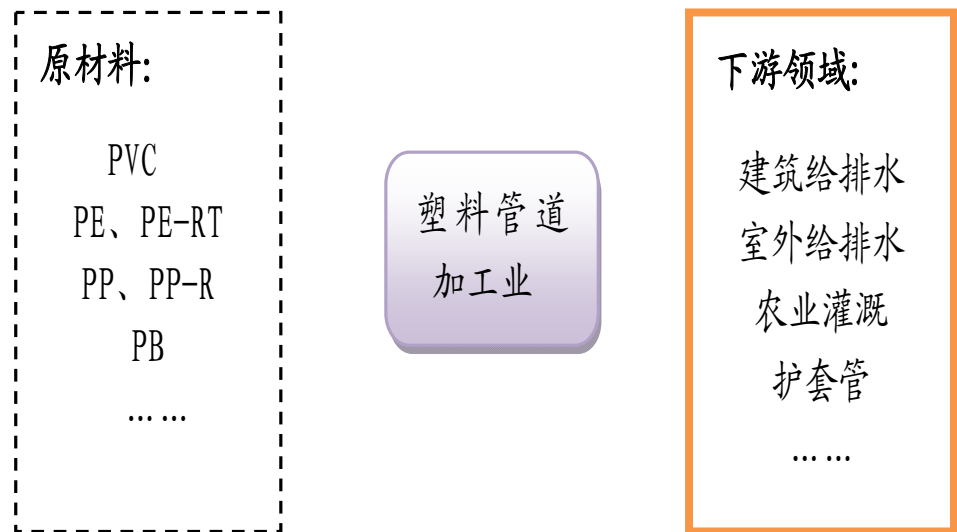 原材料:
PVC
PE、PE-RT
PP、PP-R
PB
……
塑料管道
加工业
下游领域:
建筑给排水
室外给排水
农业灌溉
护套管
……